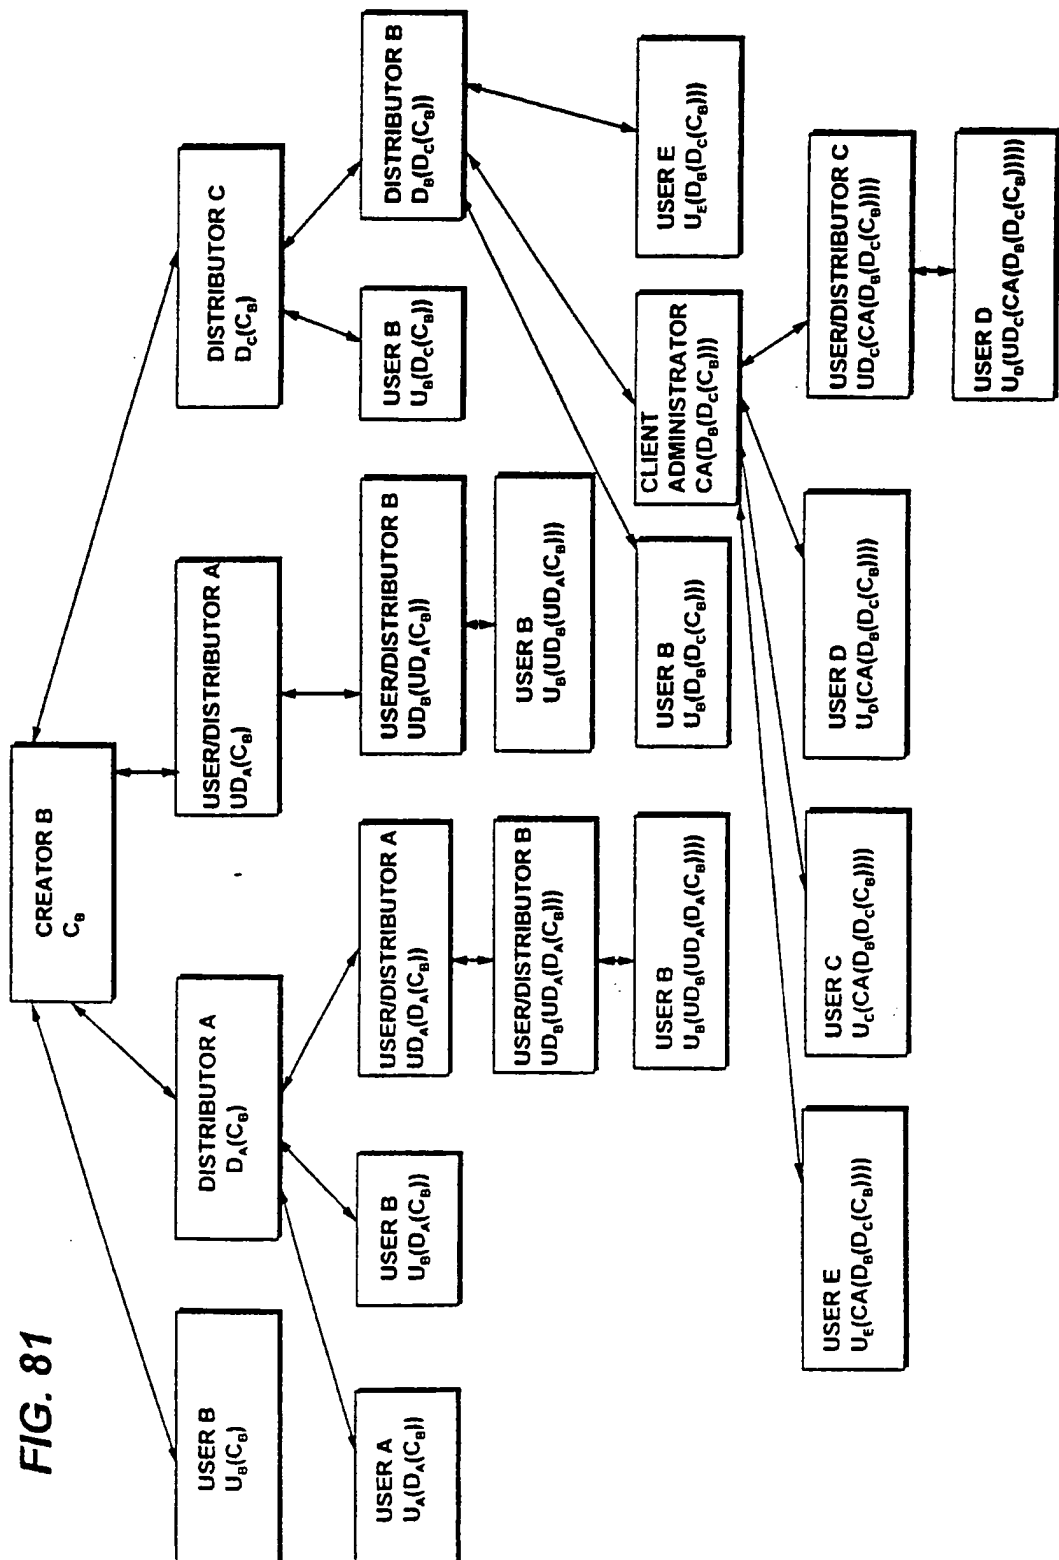 FIG. 81
CREATOR B
C_B
USER B
U_B(C_B)
DISTRIBUTOR A
D_A(C_B)
USER/DISTRIBUTOR A
UD_A(C_B)
DISTRIBUTOR C
D_C(C_B)
USER A
U_A(D_A(C_B))
USER B
U_B(D_A(C_B))
USER/DISTRIBUTOR A
UD_A(D_A(C_B))
USER/DISTRIBUTOR B
UD_B(UD_A(C_B))
USER B
U_B(D_C(C_B))
DISTRIBUTOR B
D_B(D_C(C_B))
USER/DISTRIBUTOR B
UD_B(UD_A(D_A(C_B)))
USER B
U_B(UD_B(UD_A(C_B)))
USER B
U_B(UD_B(UD_A(D_A(C_B))))
USER B
U_B(D_B(D_C(C_B)))
CLIENT
ADMINISTRATOR
CA(D_B(D_C(C_B)))
USER E
U_E(D_B(D_C(C_B)))
USER E
U_E(CA(D_B(D_C(C_B))))
USER C
U_C(CA(D_B(D_C(C_B))))
USER D
U_D(CA(D_B(D_C(C_B))))
USER/DISTRIBUTOR C
UD_C(CA(D_B(D_C(C_B))))
USER D
U_D(UD_C(CA(D_B(D_C(C_B)))))